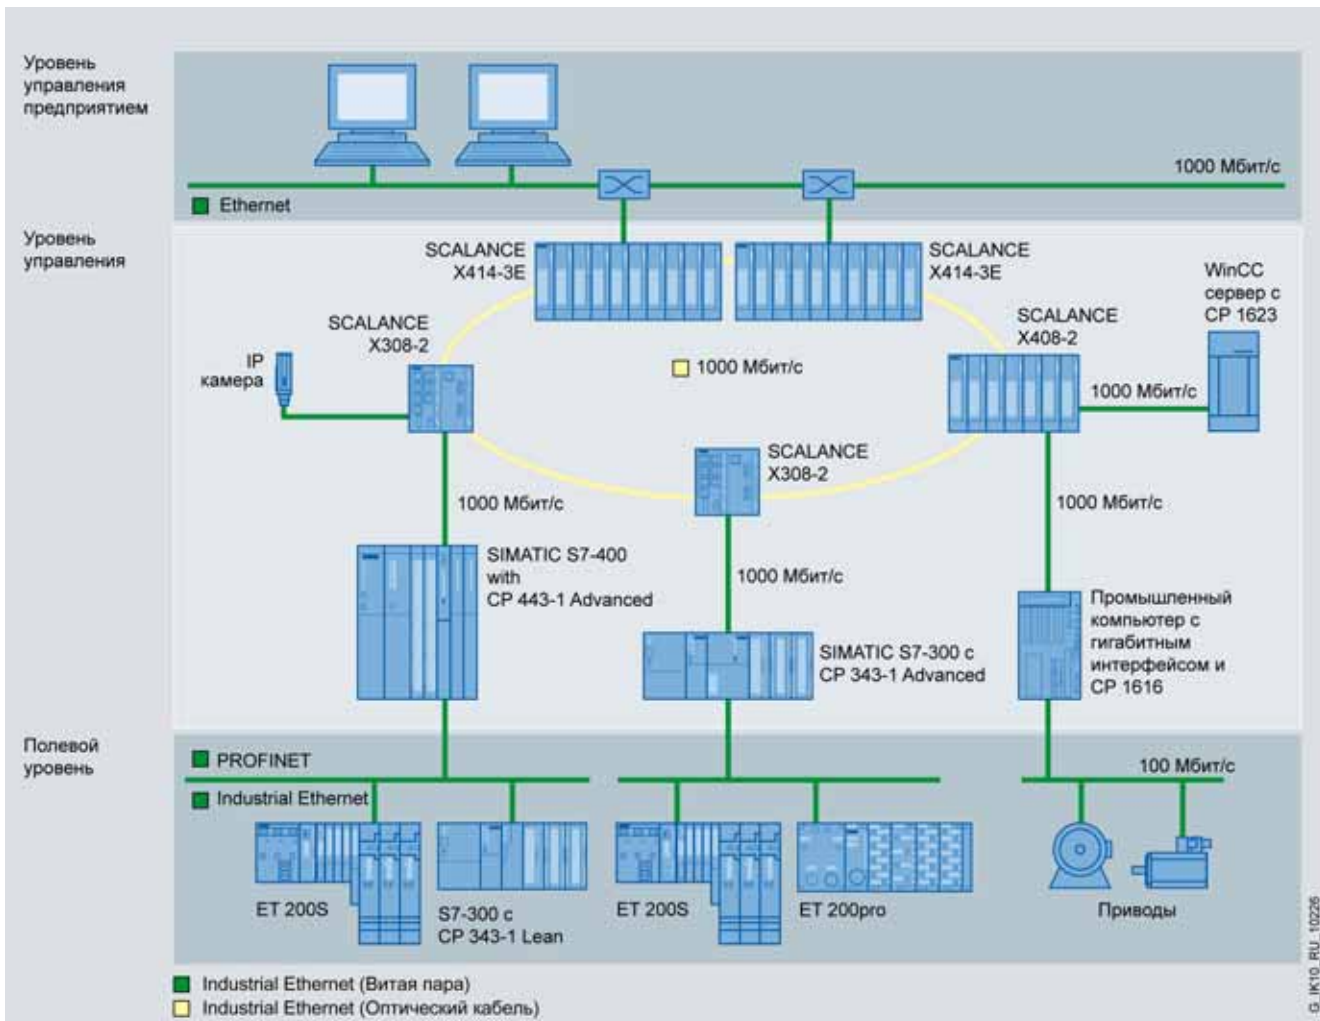 Уровень
управления
предприятием
1000 Мбит/с
Ethernet
Уровень
управления
SCALANCE
X414-3E
SCALANCE
X414-3E
WinCC
сервер с
CP 1623
SCALANCE
X308-2
SCALANCE
X408-2
IP
камера
1000 Мбит/с
1000 Мбит/с
SCALANCE
X308-2
1000 Мбит/с
1000 Мбит/с
SIMATIC S7-400
with
CP 443-1 Advanced
1000 Мбит/с
Промышленный
компьютер с
гигабитным
интерфейсом и
CP 1616
SIMATIC S7-300 с
CP 343-1 Advanced
Полевой
уровень
PROFINET
100 Мбит/с
Industrial Ethernet
ET 200S
S7-300 с
CP 343-1 Lean
ET 200S
ET 200pro
Приводы
Industrial Ethernet (Витая пара)
Industrial Ethernet (Оптический кабель)
G_IK10_RU_10226